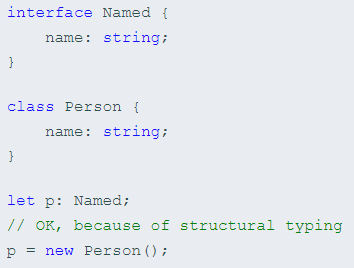 interface Named {
    name: string;
}

class Person {
    name: string;
}

let p: Named;
// OK, because of structural typing
p = new Person();